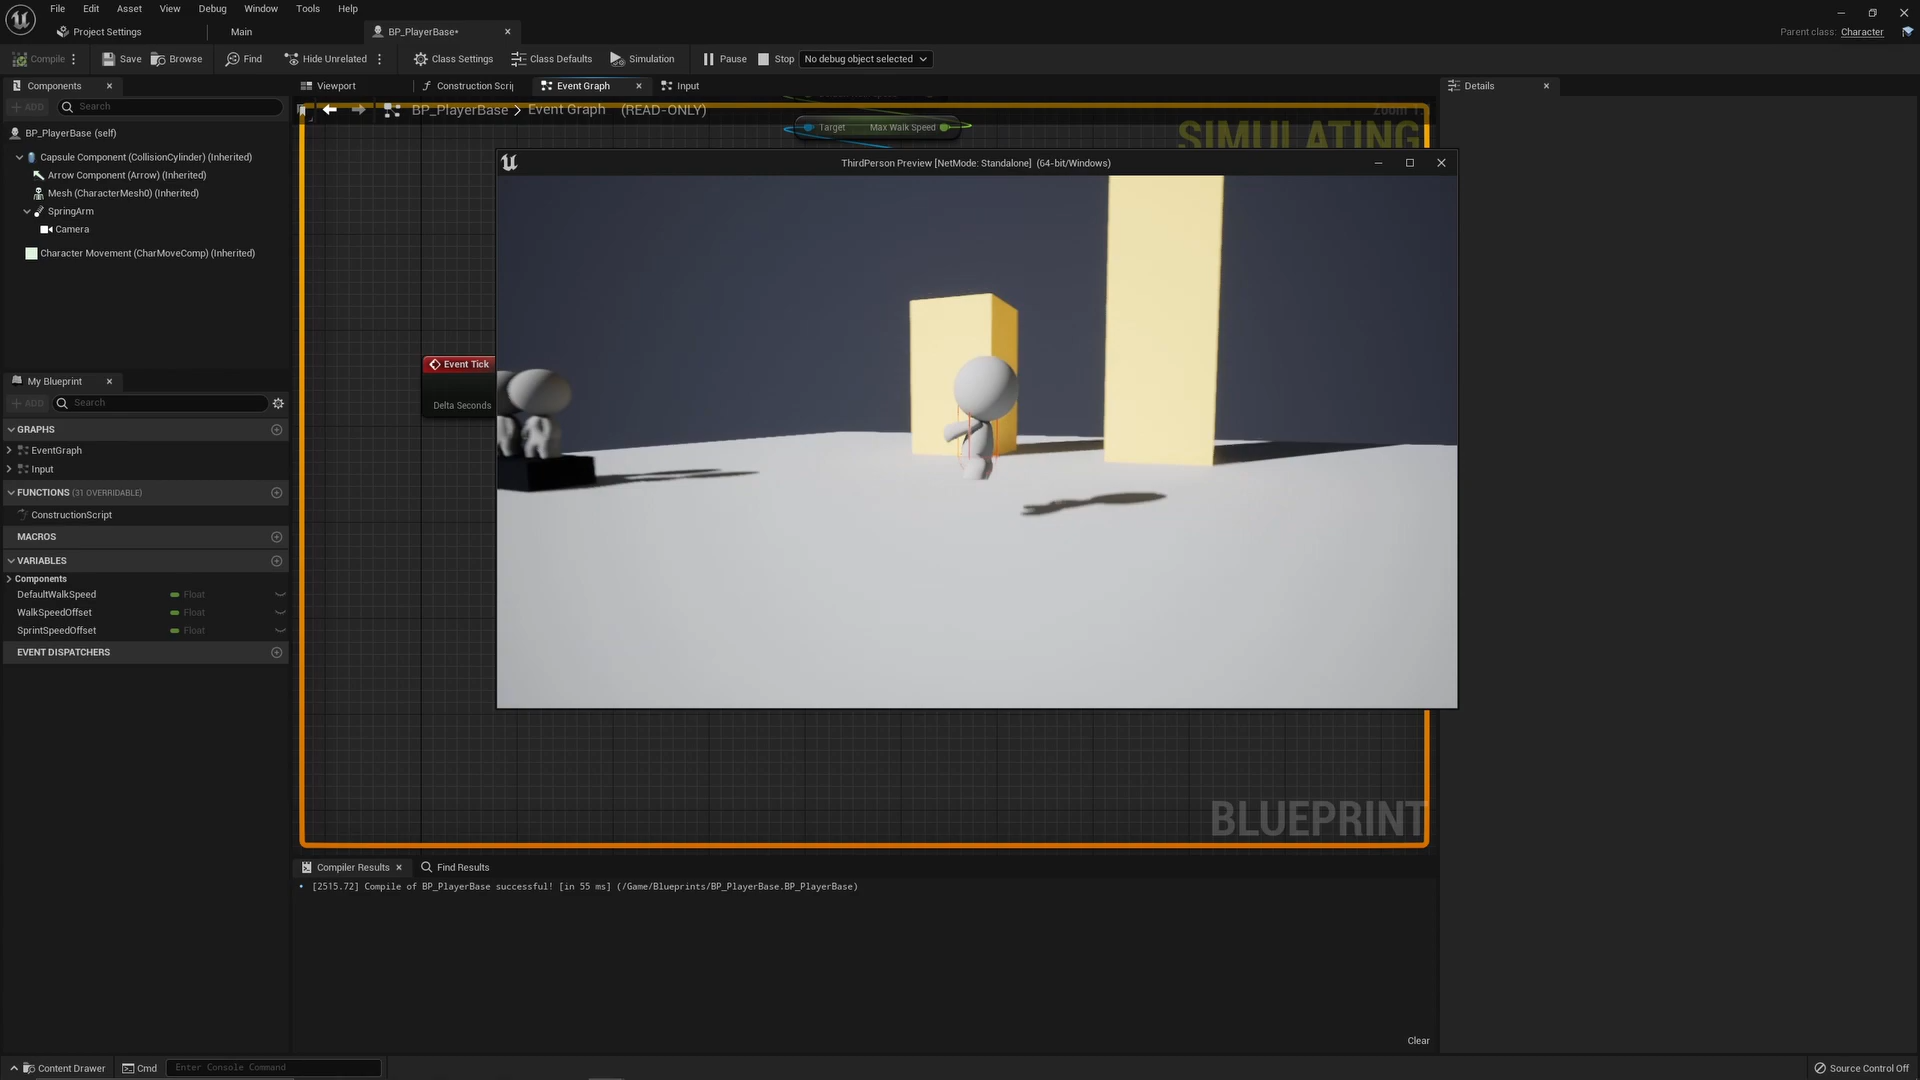 File Edit Asset View Debug Window Tools Help
Project Settings Main BP_PlayerBase* Parent class: Character
Compile Save Browse Find Hide Unrelated Class Settings Class Defaults Simulation Pause Stop No debug object selected
Components Viewport Construction Scrip Event Graph Input Details
ADD Search
BP_PlayerBase > Event Graph (READ-ONLY)
SIMULATING
Target Max Walk Speed
BP_PlayerBase (self)
Capsule Component (CollisionCylinder) (Inherited)
Arrow Component (Arrow) (Inherited)
Mesh (CharacterMesh0) (Inherited)
SpringArm
Camera
Character Movement (CharMoveComp) (Inherited)
ThirdPerson Preview [NetMode: Standalone] (64-bit/Windows)
Event Tick
Delta Seconds
My Blueprint
ADD Search
GRAPHS
EventGraph
Input
FUNCTIONS (31 OVERRIDABLE)
ConstructionScript
MACROS
VARIABLES
Components
DefaultWalkSpeed Float
WalkSpeedOffset Float
SprintSpeedOffset Float
EVENT DISPATCHERS
BLUEPRINT
Compiler Results Find Results
[2515.72] Compile of BP_PlayerBase successful! [in 55 ms] (/Game/Blueprints/BP_PlayerBase.BP_PlayerBase)
Clear
Content Drawer Cmd Enter Console Command Source Control Off